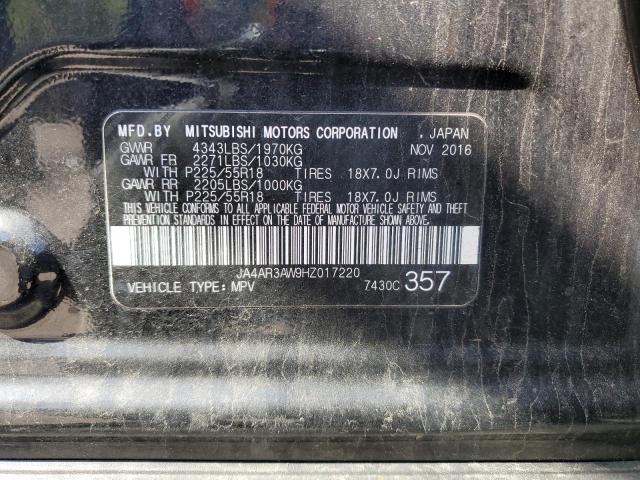 MFD.BY MITSUBISHI MOTORS CORPORATION , JAPAN
GVWR 4343LBS/1970KG NOV 2016
GAWR FR 2271LBS/1030KG
WITH P225/55R18 TIRES 18X7.0J RIMS
GAWR RR 2205LBS/1000KG
WITH P225/55R18 TIRES 18X7.0J RIMS
THIS VEHICLE CONFORMS TO ALL APPLICABLE FEDERAL MOTOR VEHICLE SAFETY AND THEFT
PREVENTION STANDARDS IN EFFECT ON THE DATE OF MANUFACTURE SHOWN ABOVE.
JA4AR3AW9HZ017220
VEHICLE TYPE: MPV 7430C 357